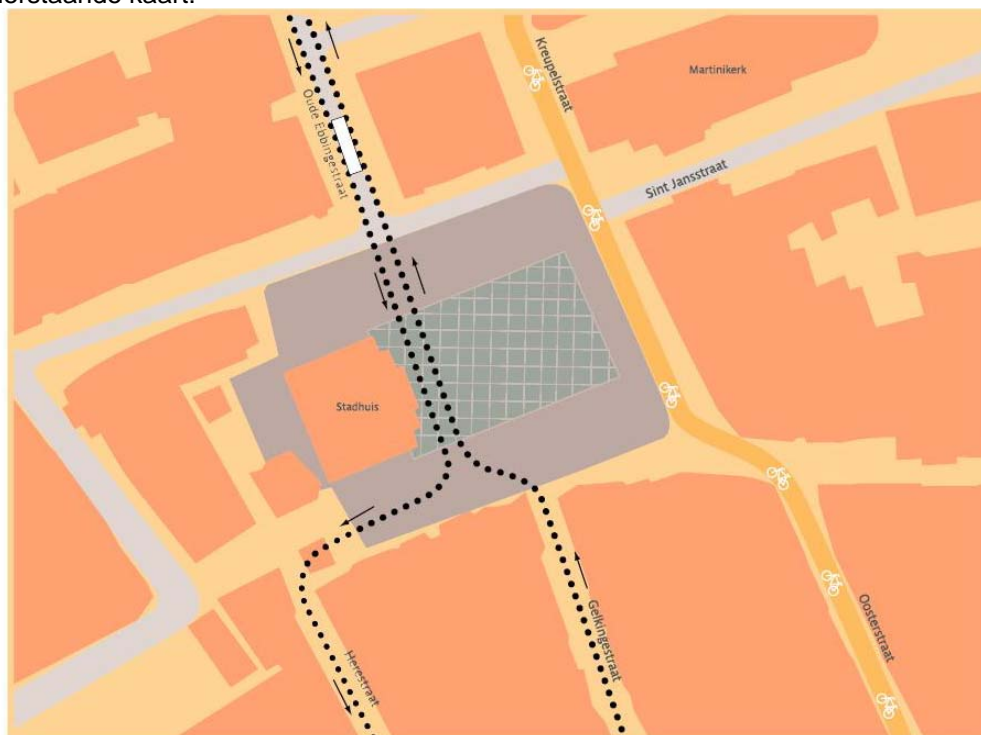 Kreupelstraat
Martinikerk
Oude Ebbingestraat
Sint Jansstraat
Stadhuis
Herestraat
Gelkingestraat
Oosterstraat